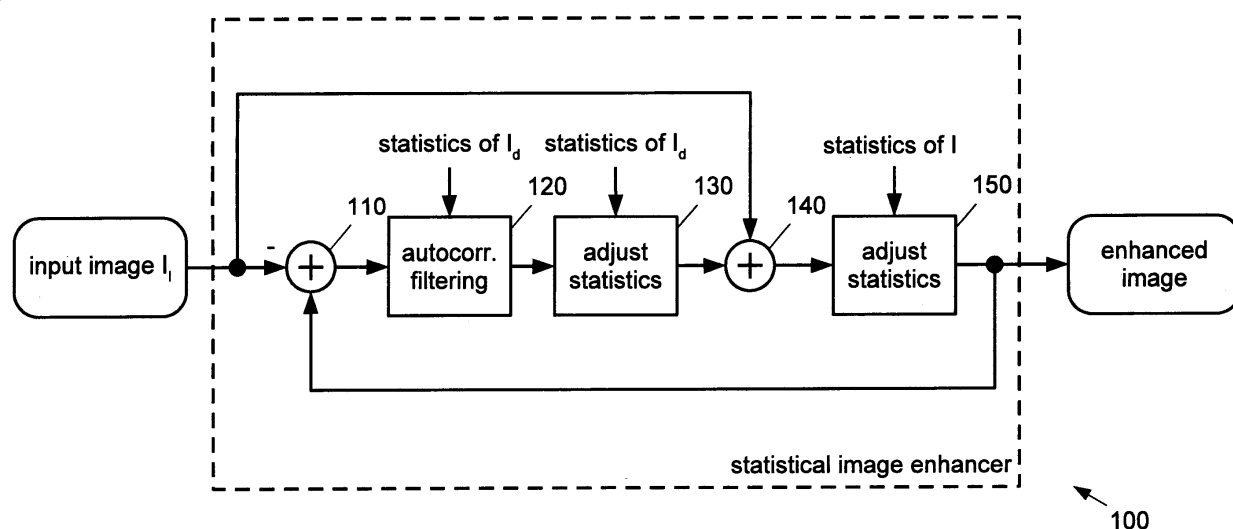 statistics of I_d
statistics of I_d
statistics of I
110
120
130
140
150
input image I_l
-
+
autocorr.
filtering
adjust
statistics
+
adjust
statistics
enhanced
image
statistical image enhancer
100